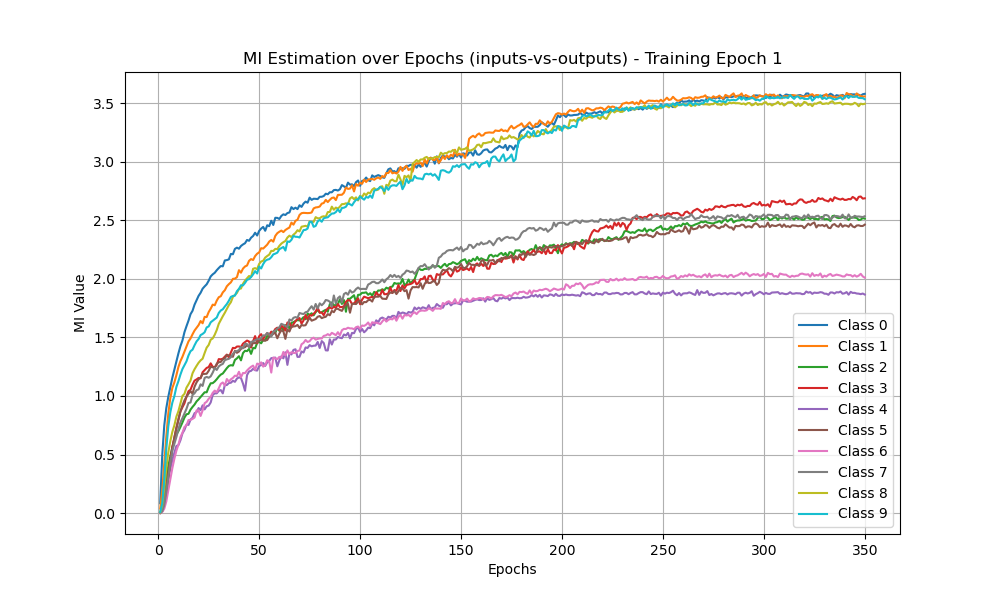 MI Estimation over Epochs (inputs-vs-outputs) - Training Epoch 1
MI Value
3.5
3.0
2.5
2.0
1.5
1.0
0.5
0.0
Class 0
Class 1
Class 2
Class 3
Class 4
Class 5
Class 6
Class 7
Class 8
Class 9
0 50 100 150 200 250 300 350
Epochs